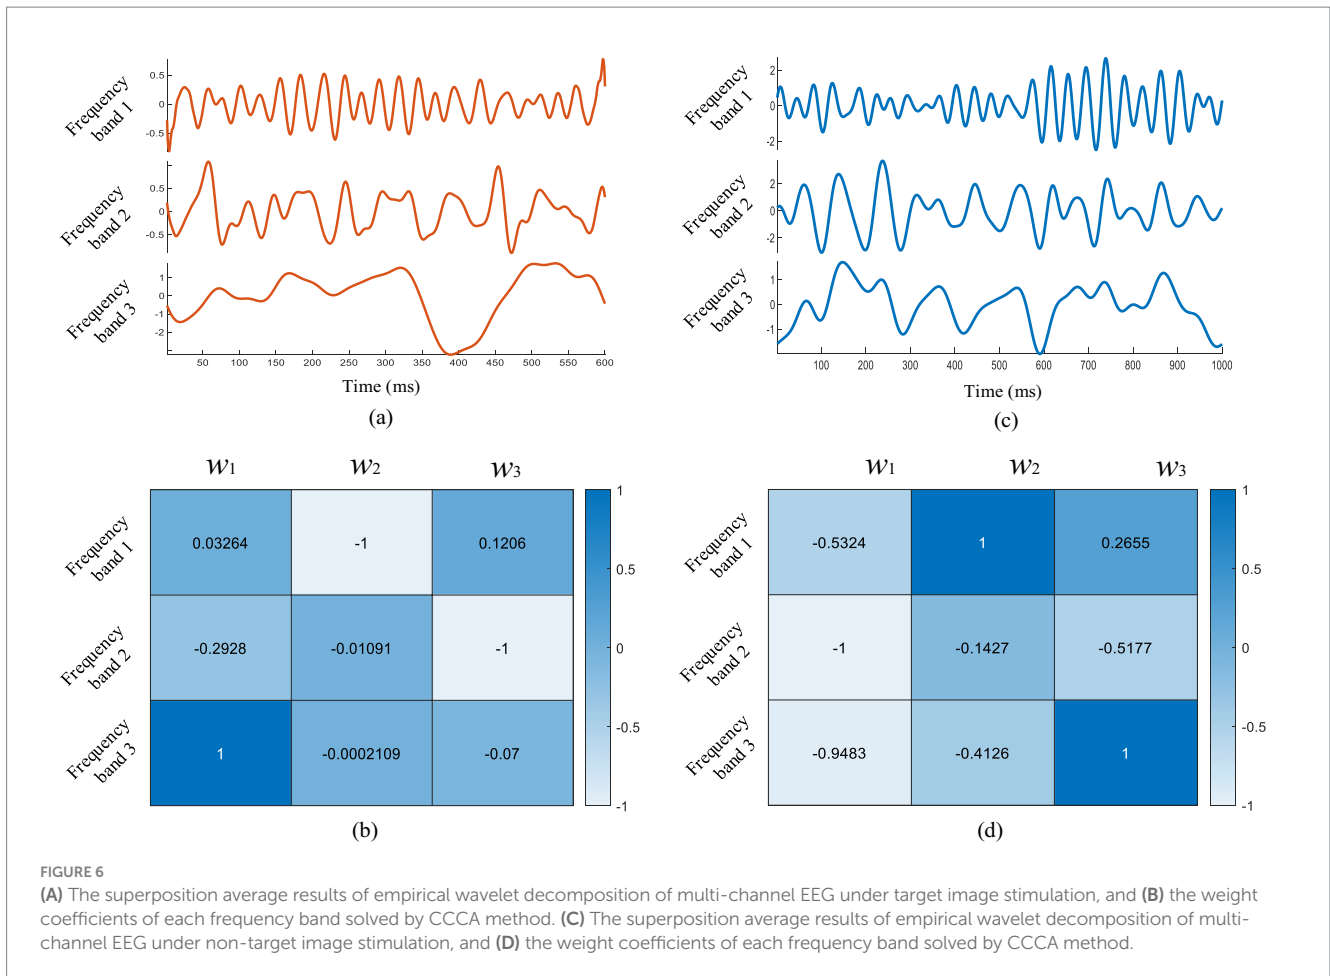 Frequency
band 1
0.5
0
-0.5
Frequency
band 2
0.5
0
-0.5
Frequency
band 3
1
0
-1
-2
50 100 150 200 250 300 350 400 450 500 550 600
Time (ms)
(a)
Frequency
band 1
2
0
-2
Frequency
band 2
2
0
-2
Frequency
band 3
1
0
-1
100 200 300 400 500 600 700 800 900 1000
Time (ms)
(c)
w1 w2 w3
Frequency
band 1
0.03264 -1 0.1206
Frequency
band 2
-0.2928 -0.01091 -1
Frequency
band 3
1 -0.0002109 -0.07
1
0.5
0
-0.5
-1
(b)
w1 w2 w3
Frequency
band 1
-0.5324 1 0.2655
Frequency
band 2
-1 -0.1427 -0.5177
Frequency
band 3
-0.9483 -0.4126 1
1
0.5
0
-0.5
-1
(d)
FIGURE 6
(A) The superposition average results of empirical wavelet decomposition of multi-channel EEG under target image stimulation, and (B) the weight
coefficients of each frequency band solved by CCCA method. (C) The superposition average results of empirical wavelet decomposition of multi-
channel EEG under non-target image stimulation, and (D) the weight coefficients of each frequency band solved by CCCA method.